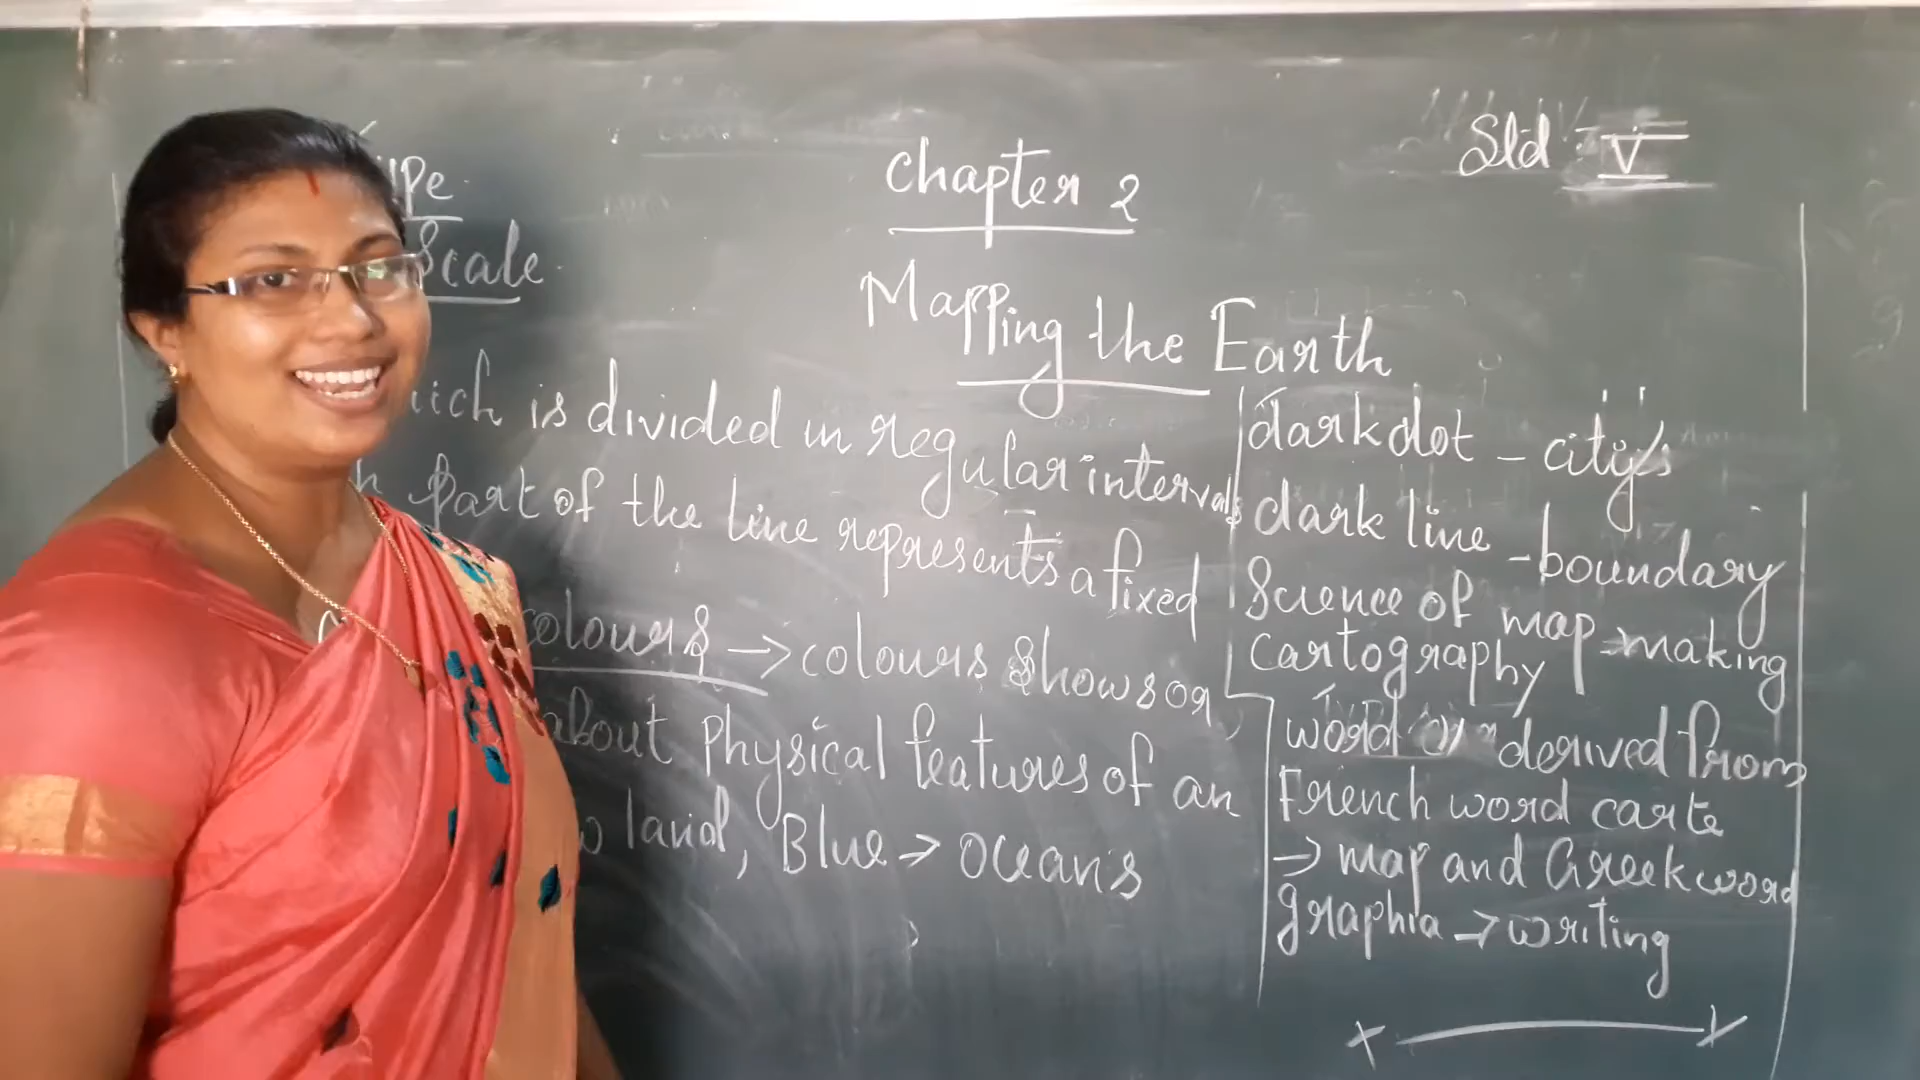 Chapter 2
Std V
Scale
Mapping the Earth
is divided in regular intervals
part of the line represents a fixed
colours → colours shows
about physical features of an
land, Blue → Oceans
dark dot - city's
dark line - boundary
Science of map-making
Cartography
word derived from
French word carte
→ map and Greek word
graphia → writing